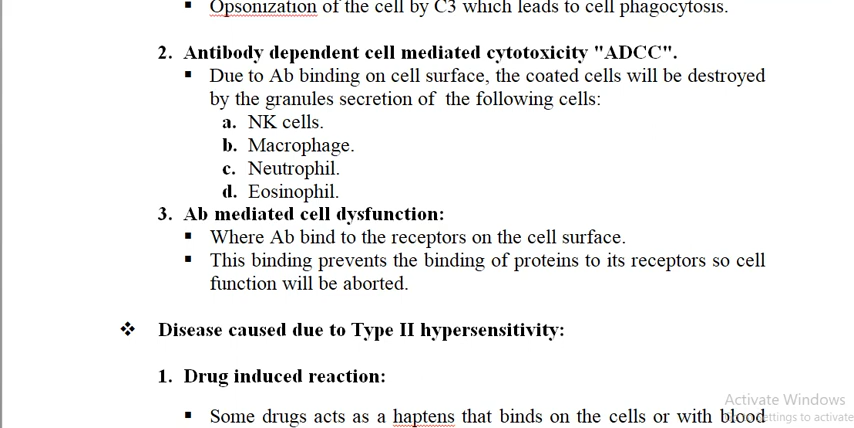 ▪ Opsonization of the cell by C3 which leads to cell phagocytosis.
2. Antibody dependent cell mediated cytotoxicity "ADCC".
▪ Due to Ab binding on cell surface, the coated cells will be destroyed
by the granules secretion of the following cells:
a. NK cells.
b. Macrophage.
c. Neutrophil.
d. Eosinophil.
3. Ab mediated cell dysfunction:
▪ Where Ab bind to the receptors on the cell surface.
▪ This binding prevents the binding of proteins to its receptors so cell
function will be aborted.
❖ Disease caused due to Type II hypersensitivity:
1. Drug induced reaction:
Activate Windows
▪ Some drugs acts as a haptens that binds on the cells or with blood
settings to activate